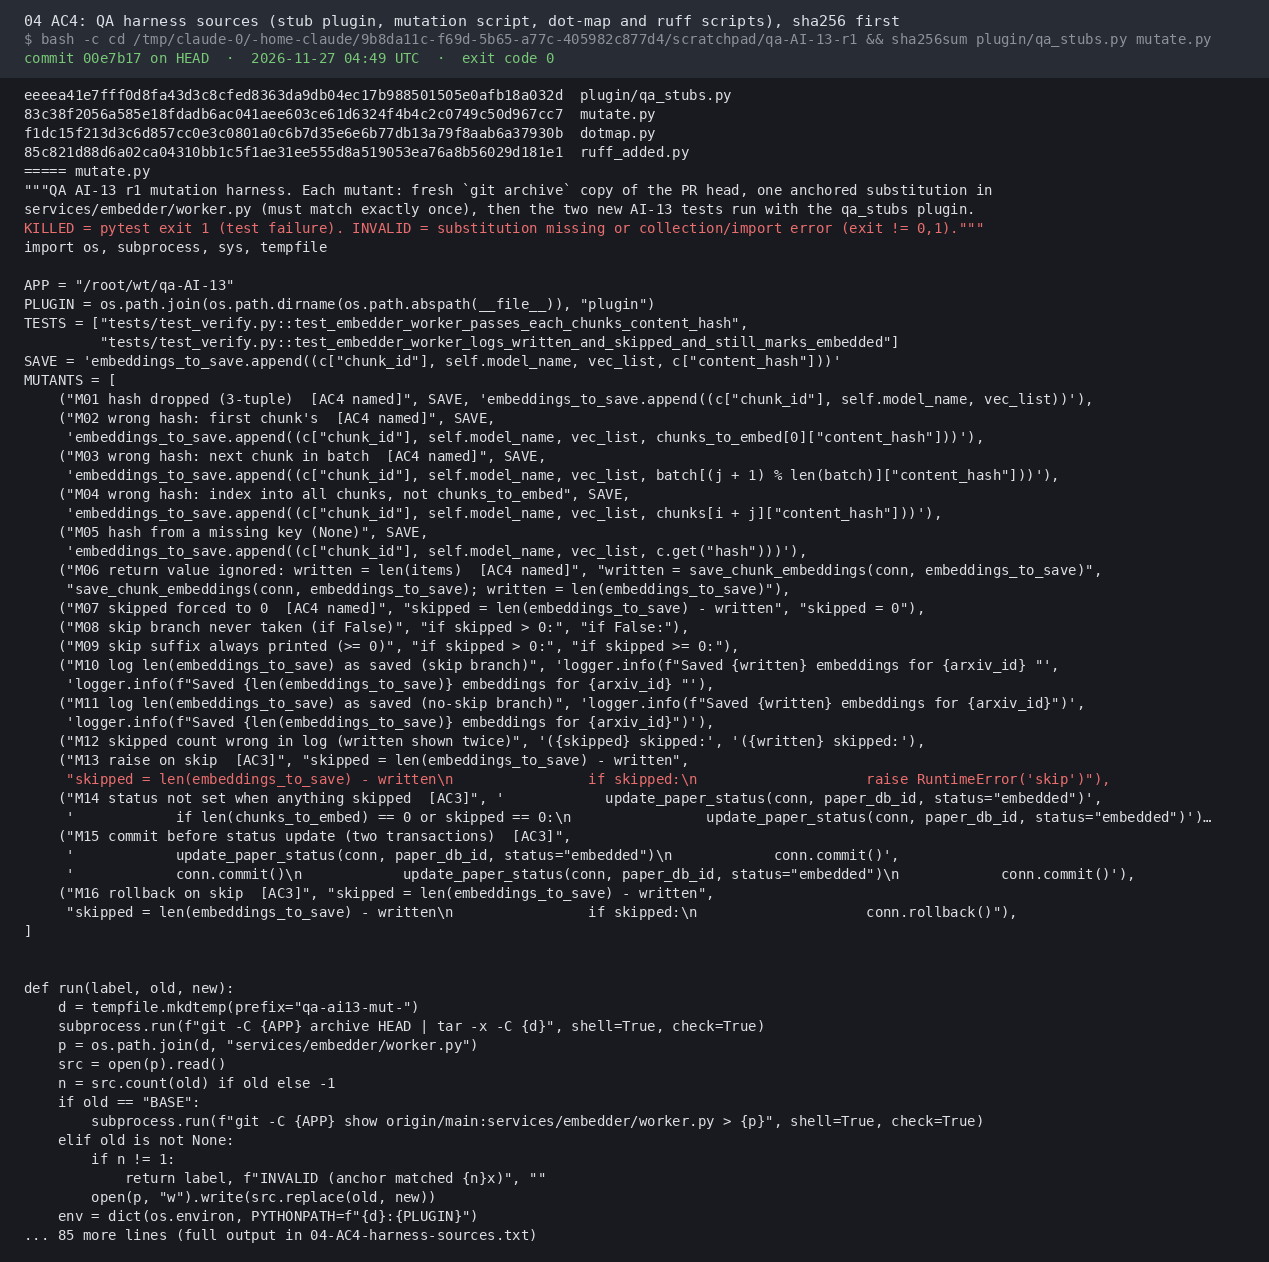 04 AC4: QA harness sources (stub plugin, mutation script, dot-map and ruff scripts), sha256 first
$ bash -c cd /tmp/claude-0/-home-claude/9b8da11c-f69d-5b65-a77c-405982c877d4/scratchpad/qa-AI-13-r1 && sha256sum plugin/qa_stubs.py mutate.py
commit 00e7b17 on HEAD  ·  2026-11-27 04:49 UTC  ·  exit code 0
eeeea41e7fff0d8fa43d3c8cfed8363da9db04ec17b988501505e0afb18a032d  plugin/qa_stubs.py
83c38f2056a585e18fdadb6ac041aee603ce61d6324f4b4c2c0749c50d967cc7  mutate.py
f1dc15f213d3c6d857cc0e3c0801a0c6b7d35e6e6b77db13a79f8aab6a37930b  dotmap.py
85c821d88d6a02ca04310bb1c5f1ae31ee555d8a519053ea76a8b56029d181e1  ruff_added.py
===== mutate.py
"""QA AI-13 r1 mutation harness. Each mutant: fresh `git archive` copy of the PR head, one anchored substitution in
services/embedder/worker.py (must match exactly once), then the two new AI-13 tests run with the qa_stubs plugin.
KILLED = pytest exit 1 (test failure). INVALID = substitution missing or collection/import error (exit != 0,1)."""
import os, subprocess, sys, tempfile

APP = "/root/wt/qa-AI-13"
PLUGIN = os.path.join(os.path.dirname(os.path.abspath(__file__)), "plugin")
TESTS = ["tests/test_verify.py::test_embedder_worker_passes_each_chunks_content_hash",
         "tests/test_verify.py::test_embedder_worker_logs_written_and_skipped_and_still_marks_embedded"]
SAVE = 'embeddings_to_save.append((c["chunk_id"], self.model_name, vec_list, c["content_hash"]))'
MUTANTS = [
    ("M01 hash dropped (3-tuple)  [AC4 named]", SAVE, 'embeddings_to_save.append((c["chunk_id"], self.model_name, vec_list))'),
    ("M02 wrong hash: first chunk's  [AC4 named]", SAVE,
     'embeddings_to_save.append((c["chunk_id"], self.model_name, vec_list, chunks_to_embed[0]["content_hash"]))'),
    ("M03 wrong hash: next chunk in batch  [AC4 named]", SAVE,
     'embeddings_to_save.append((c["chunk_id"], self.model_name, vec_list, batch[(j + 1) % len(batch)]["content_hash"]))'),
    ("M04 wrong hash: index into all chunks, not chunks_to_embed", SAVE,
     'embeddings_to_save.append((c["chunk_id"], self.model_name, vec_list, chunks[i + j]["content_hash"]))'),
    ("M05 hash from a missing key (None)", SAVE,
     'embeddings_to_save.append((c["chunk_id"], self.model_name, vec_list, c.get("hash")))'),
    ("M06 return value ignored: written = len(items)  [AC4 named]", "written = save_chunk_embeddings(conn, embeddings_to_save)",
     "save_chunk_embeddings(conn, embeddings_to_save); written = len(embeddings_to_save)"),
    ("M07 skipped forced to 0  [AC4 named]", "skipped = len(embeddings_to_save) - written", "skipped = 0"),
    ("M08 skip branch never taken (if False)", "if skipped > 0:", "if False:"),
    ("M09 skip suffix always printed (>= 0)", "if skipped > 0:", "if skipped >= 0:"),
    ("M10 log len(embeddings_to_save) as saved (skip branch)", 'logger.info(f"Saved {written} embeddings for {arxiv_id} "',
     'logger.info(f"Saved {len(embeddings_to_save)} embeddings for {arxiv_id} "'),
    ("M11 log len(embeddings_to_save) as saved (no-skip branch)", 'logger.info(f"Saved {written} embeddings for {arxiv_id}")',
     'logger.info(f"Saved {len(embeddings_to_save)} embeddings for {arxiv_id}")'),
    ("M12 skipped count wrong in log (written shown twice)", '({skipped} skipped:', '({written} skipped:'),
    ("M13 raise on skip  [AC3]", "skipped = len(embeddings_to_save) - written",
     "skipped = len(embeddings_to_save) - written\n                if skipped:\n                    raise RuntimeError('skip')"),
    ("M14 status not set when anything skipped  [AC3]", '            update_paper_status(conn, paper_db_id, status="embedded")',
     '            if len(chunks_to_embed) == 0 or skipped == 0:\n                update_paper_status(conn, paper_db_id, status="embedded")')…
    ("M15 commit before status update (two transactions)  [AC3]",
     '            update_paper_status(conn, paper_db_id, status="embedded")\n            conn.commit()',
     '            conn.commit()\n            update_paper_status(conn, paper_db_id, status="embedded")\n            conn.commit()'),
    ("M16 rollback on skip  [AC3]", "skipped = len(embeddings_to_save) - written",
     "skipped = len(embeddings_to_save) - written\n                if skipped:\n                    conn.rollback()"),
]


def run(label, old, new):
    d = tempfile.mkdtemp(prefix="qa-ai13-mut-")
    subprocess.run(f"git -C {APP} archive HEAD | tar -x -C {d}", shell=True, check=True)
    p = os.path.join(d, "services/embedder/worker.py")
    src = open(p).read()
    n = src.count(old) if old else -1
    if old == "BASE":
        subprocess.run(f"git -C {APP} show origin/main:services/embedder/worker.py > {p}", shell=True, check=True)
    elif old is not None:
        if n != 1:
            return label, f"INVALID (anchor matched {n}x)", ""
        open(p, "w").write(src.replace(old, new))
    env = dict(os.environ, PYTHONPATH=f"{d}:{PLUGIN}")
... 85 more lines (full output in 04-AC4-harness-sources.txt)